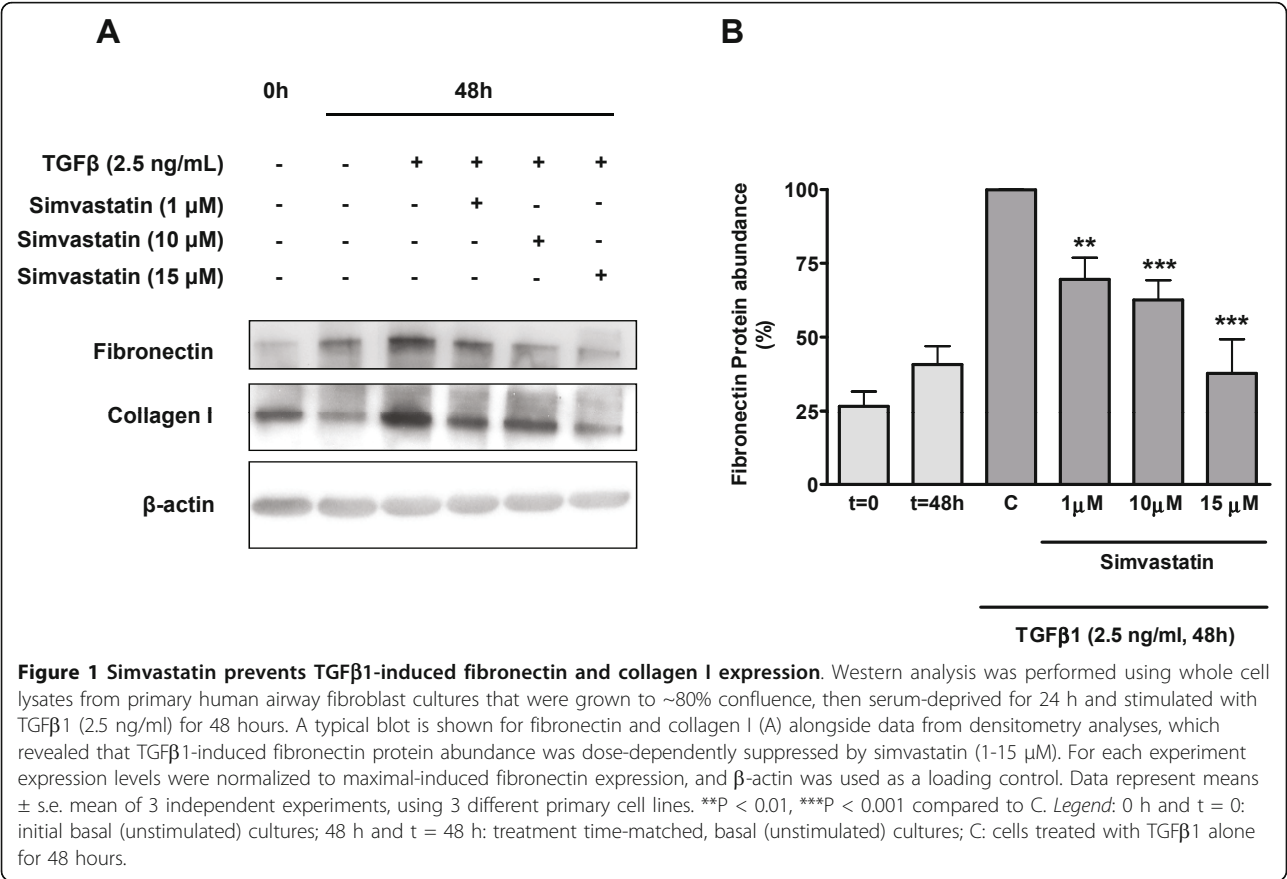 A
0h 48h
TGFβ (2.5 ng/mL) - - + + + +
Simvastatin (1 µM) - - - + - -
Simvastatin (10 µM) - - - - + -
Simvastatin (15 µM) - - - - - +
Fibronectin
Collagen I
β-actin
B
Fibronectin Protein abundance
(%)
100
75
50
25
0
**
***
***
t=0 t=48h C 1µM 10µM 15 µM
Simvastatin
TGFβ1 (2.5 ng/ml, 48h)
Figure 1 Simvastatin prevents TGFβ1-induced fibronectin and collagen I expression. Western analysis was performed using whole cell
lysates from primary human airway fibroblast cultures that were grown to ~80% confluence, then serum-deprived for 24 h and stimulated with
TGFβ1 (2.5 ng/ml) for 48 hours. A typical blot is shown for fibronectin and collagen I (A) alongside data from densitometry analyses, which
revealed that TGFβ1-induced fibronectin protein abundance was dose-dependently suppressed by simvastatin (1-15 µM). For each experiment
expression levels were normalized to maximal-induced fibronectin expression, and β-actin was used as a loading control. Data represent means
± s.e. mean of 3 independent experiments, using 3 different primary cell lines. **P < 0.01, ***P < 0.001 compared to C. Legend: 0 h and t = 0:
initial basal (unstimulated) cultures; 48 h and t = 48 h: treatment time-matched, basal (unstimulated) cultures; C: cells treated with TGFβ1 alone
for 48 hours.